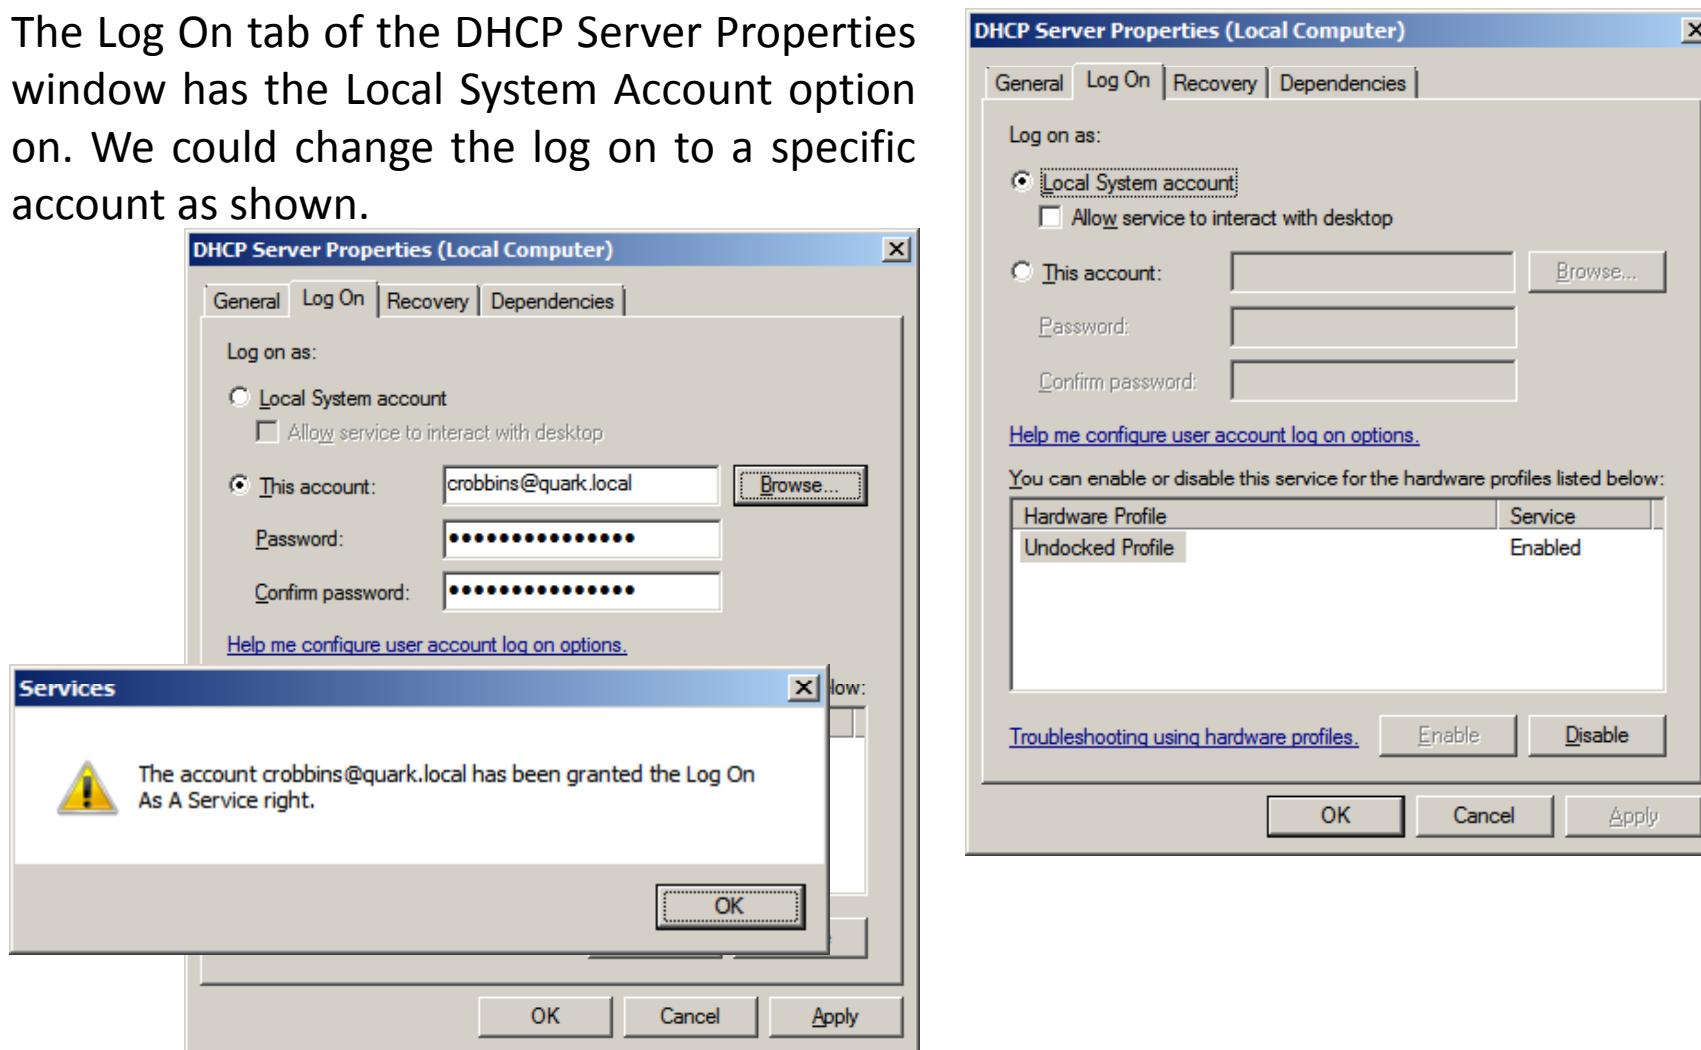 The Log On tab of the DHCP Server Properties
window has the Local System Account option
on. We could change the log on to a specific
account as shown.
DHCP Server Properties (Local Computer)
General Log On Recovery Dependencies
Log on as:
Local System account
Allow service to interact with desktop
This account: crobbins@quark.local Browse...
Password: •••••••••••••••
Confirm password: •••••••••••••••
Help me configure user account log on options.
low:
Services
The account crobbins@quark.local has been granted the Log On
As A Service right.
OK
OK Cancel Apply
DHCP Server Properties (Local Computer)
General Log On Recovery Dependencies
Log on as:
Local System account
Allow service to interact with desktop
This account: Browse...
Password:
Confirm password:
Help me configure user account log on options.
You can enable or disable this service for the hardware profiles listed below:
Hardware Profile Service
Undocked Profile Enabled
Troubleshooting using hardware profiles. Enable Disable
OK Cancel Apply